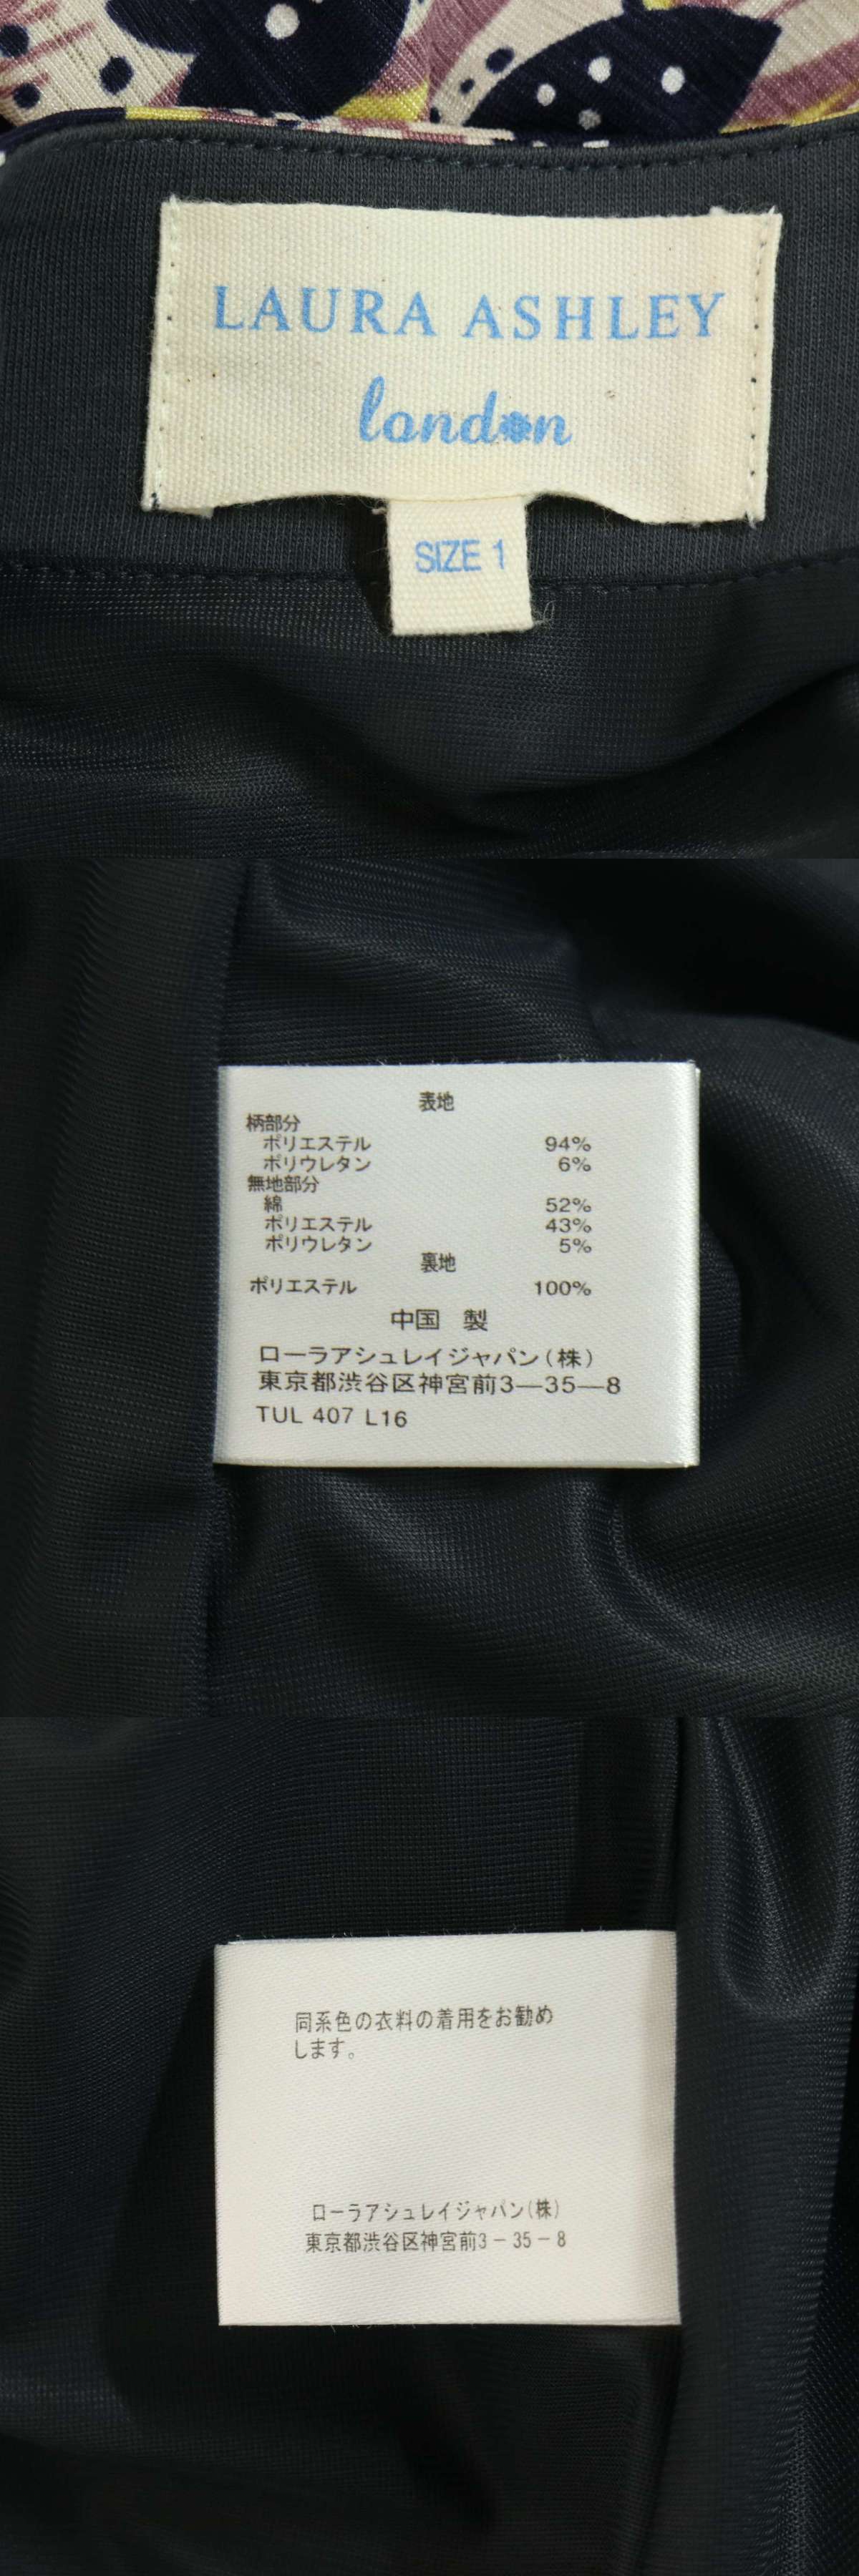 LAURA ASHLEY
london
SIZE 1
表地
柄部分
ポリエステル 94%
ポリウレタン 6%
無地部分
綿 52%
ポリエステル 43%
ポリウレタン 5%
裏地
ポリエステル 100%
中国 製
ローラアシュレイジャパン(株)
東京都渋谷区神宮前3—35—8
TUL 407 L16
同系色の衣料の着用をお勧め
します。
ローラアシュレイジャパン(株)
東京都渋谷区神宮前3－35－8